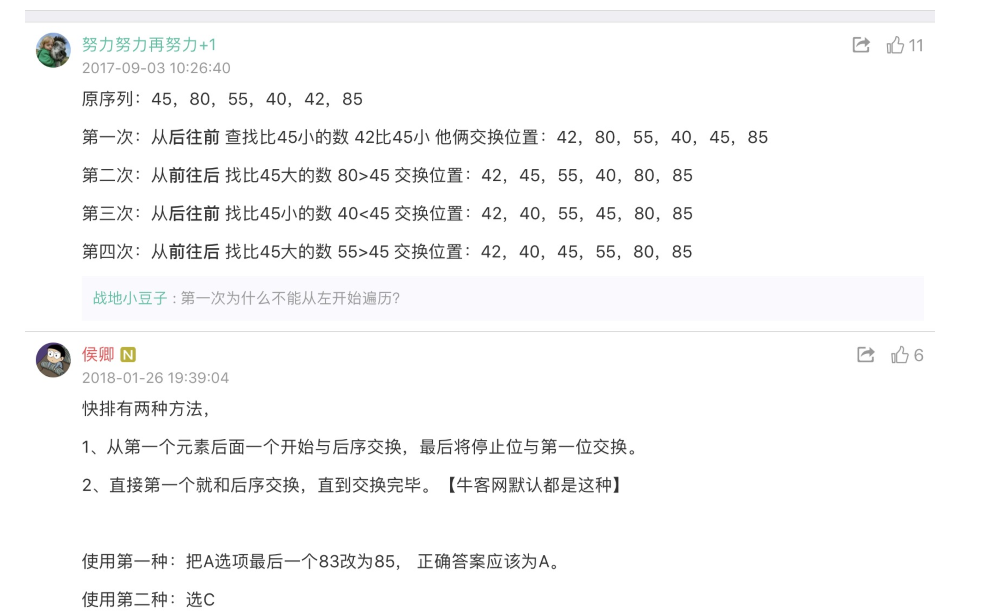 努力努力再努力+1
11
2017-09-03 10:26:40
原序列：45，80，55，40，42，85
第一次：从后往前 查找比45小的数 42比45小 他俩交换位置：42，80，55，40，45，85
第二次：从前往后 找比45大的数 80>45 交换位置：42，45，55，40，80，85
第三次：从后往前 找比45小的数 40<45 交换位置：42，40，55，45，80，85
第四次：从前往后 找比45大的数 55>45 交换位置：42，40，45，55，80，85
战地小豆子 : 第一次为什么不能从左开始遍历?
侯卿 N
6
2018-01-26 19:39:04
快排有两种方法，
1、从第一个元素后面一个开始与后序交换，最后将停止位与第一位交换。
2、直接第一个就和后序交换，直到交换完毕。【牛客网默认都是这种】
使用第一种：把A选项最后一个83改为85， 正确答案应该为A。
使用第二种：选C